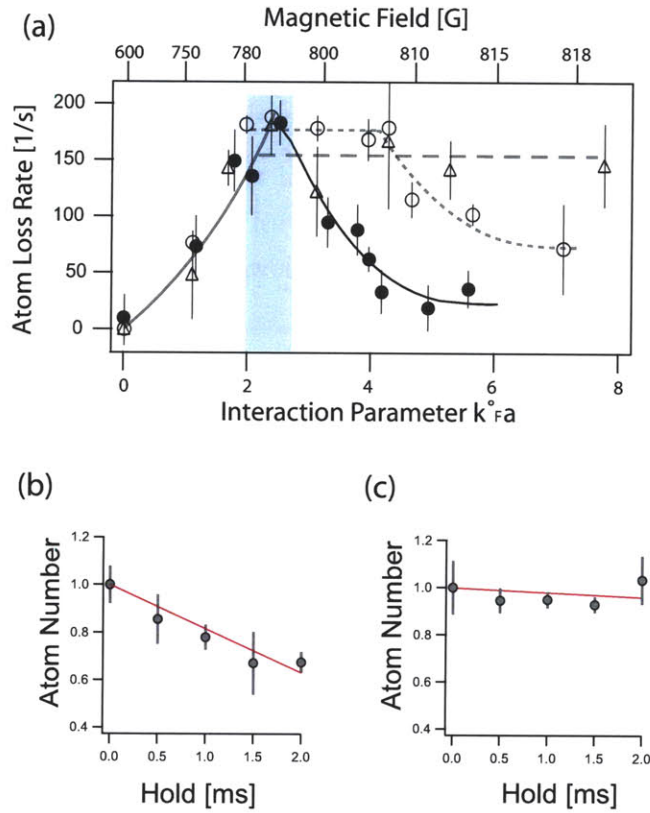 (a)
Magnetic Field [G]
600 750 780 800 810 815 818
Atom Loss Rate [1/s]
200
150
100
50
0
0 2 4 6 8
Interaction Parameter k°Fa
(b)
Atom Number
1.2
1.0
0.8
0.6
0.4
0.0 0.5 1.0 1.5 2.0
Hold [ms]
(c)
Atom Number
1.2
1.0
0.8
0.6
0.4
0.0 0.5 1.0 1.5 2.0
Hold [ms]